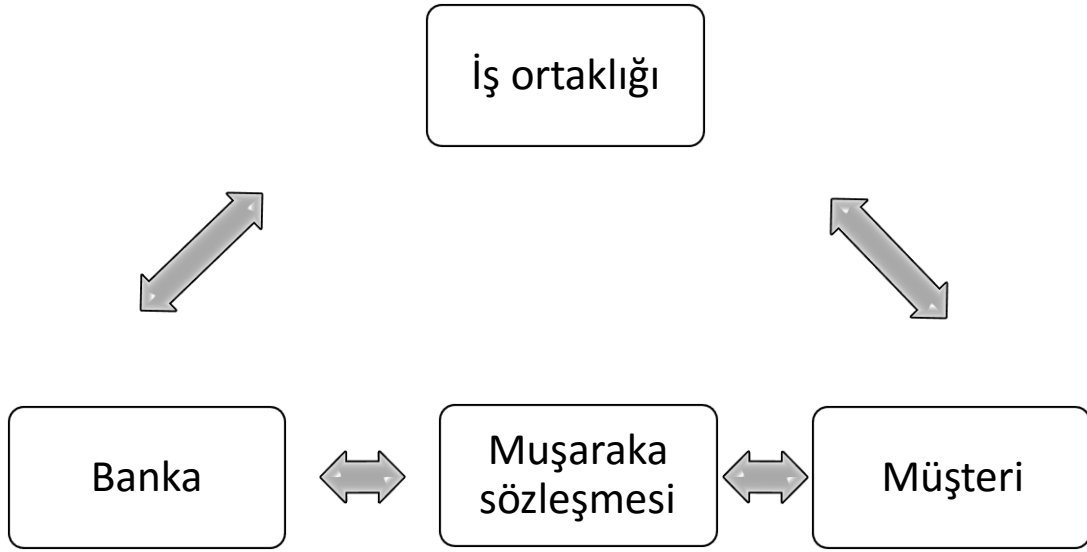 İş ortaklığı
Banka
Muşaraka
sözleşmesi
Müşteri